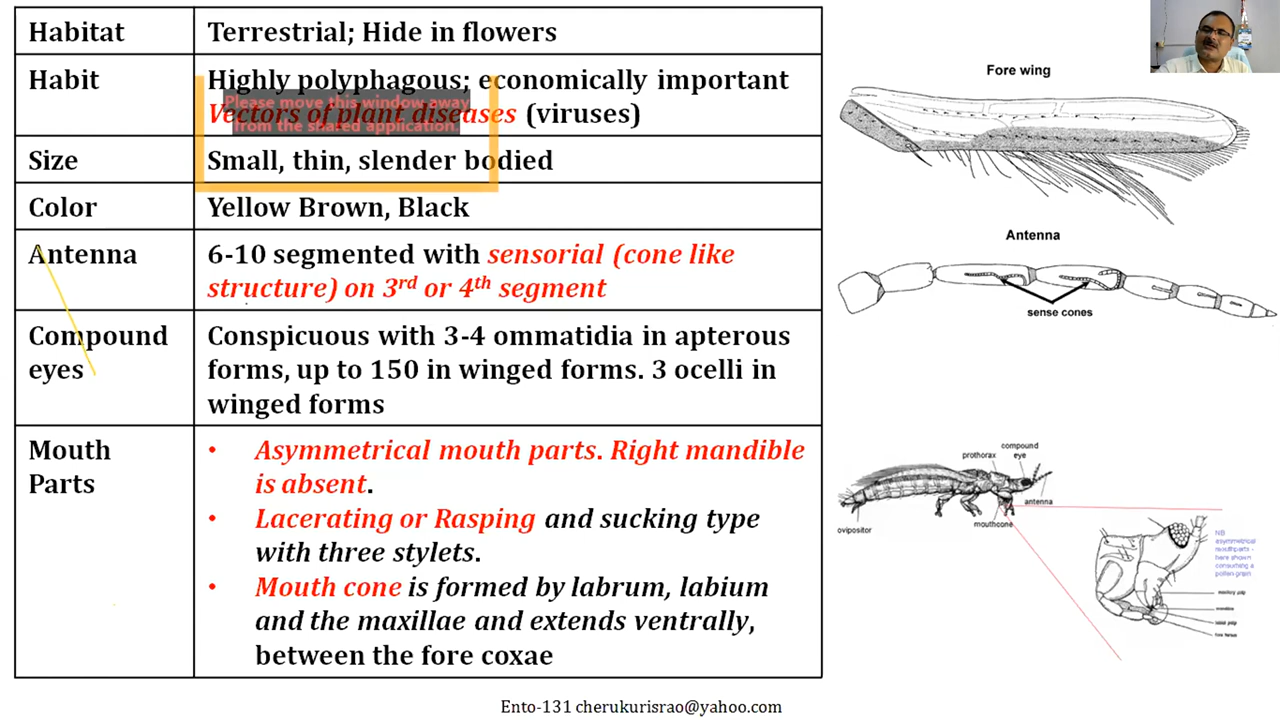 Habitat
Terrestrial; Hide in flowers
Habit
Highly polyphagous; economically important
Vectors of plant diseases (viruses)
Please move this window away
from the shared application.
Size
Small, thin, slender bodied
Color
Yellow Brown, Black
Antenna
6-10 segmented with sensorial (cone like
structure) on 3rd or 4th segment
Compound
eyes
Conspicuous with 3-4 ommatidia in apterous
forms, up to 150 in winged forms. 3 ocelli in
winged forms
Mouth
Parts
• Asymmetrical mouth parts. Right mandible
is absent.
• Lacerating or Rasping and sucking type
with three stylets.
• Mouth cone is formed by labrum, labium
and the maxillae and extends ventrally,
between the fore coxae
Fore wing
Antenna
sense cones
compound
eye
prothorax
antenna
mouthcone
ovipositor
NB
asymmetrical
mouthparts -
here shown
consuming a
pollen grain
maxillary palp
mandible
labial palp
Ento-131 cherukurisrao@yahoo.com